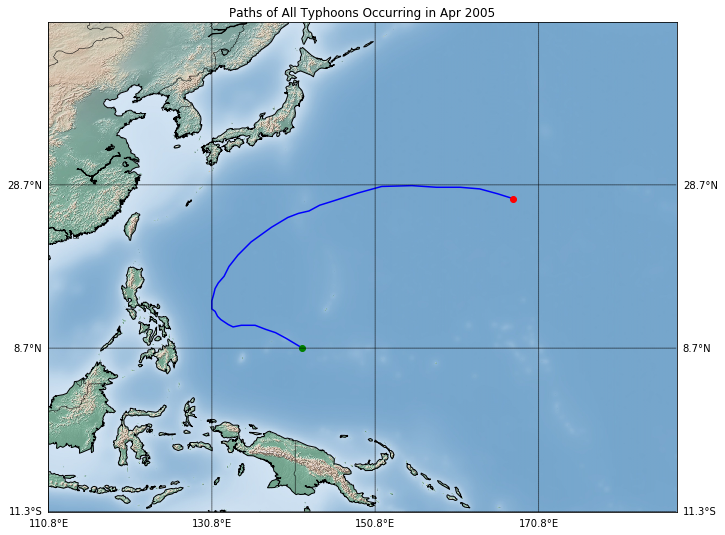 Paths of All Typhoons Occurring in Apr 2005
28.7°N 28.7°N
8.7°N 8.7°N
11.3°S 11.3°S
110.8°E 130.8°E 150.8°E 170.8°E